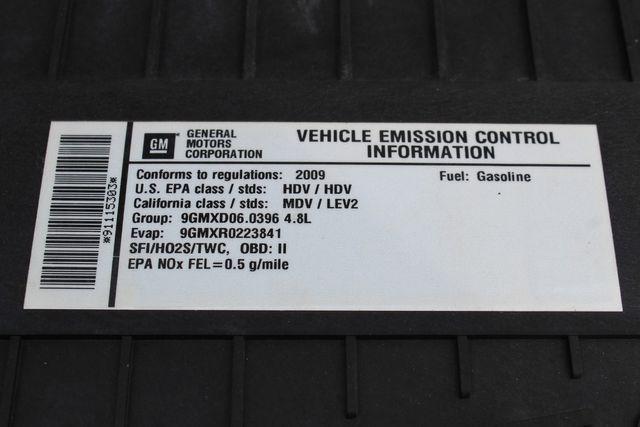 *91115303*
GM
GENERAL
MOTORS
CORPORATION
VEHICLE EMISSION CONTROL
INFORMATION
Conforms to regulations: 2009
Fuel: Gasoline
U.S. EPA class / stds: HDV / HDV
California class / stds: MDV / LEV2
Group: 9GMXD06.0396 4.8L
Evap: 9GMXR0223841
SFI/HO2S/TWC, OBD: II
EPA NOx FEL=0.5 g/mile